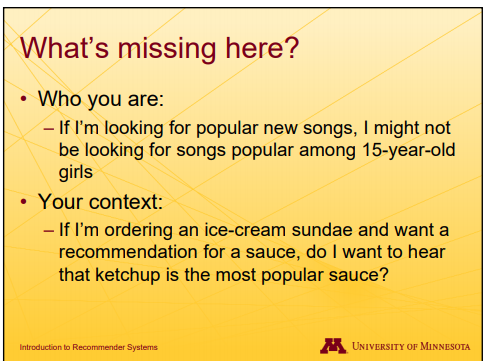 What's missing here?
• Who you are:
– If I'm looking for popular new songs, I might not
be looking for songs popular among 15-year-old
girls
• Your context:
– If I'm ordering an ice-cream sundae and want a
recommendation for a sauce, do I want to hear
that ketchup is the most popular sauce?
Introduction to Recommender Systems
M UNIVERSITY OF MINNESOTA